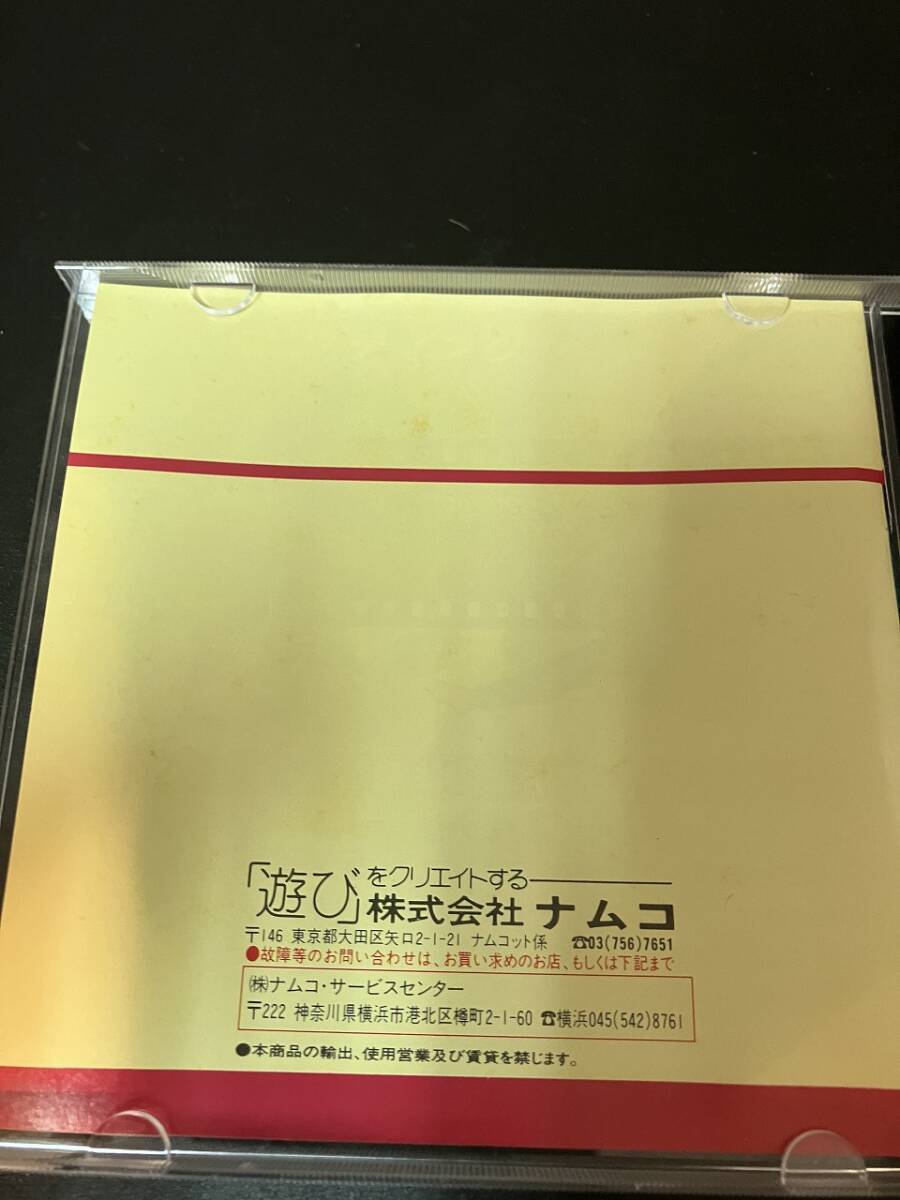 「遊び」をクリエイトする
株式会社 ナムコ
〒146 東京都大田区矢口2-1-21 ナムコット係 ☎03(756)7651
●故障等のお問い合わせは、お買い求めのお店、もしくは下記まで
㈱ナムコ・サービスセンター
〒222 神奈川県横浜市港北区樽町2-1-60 ☎横浜045(542)8761
●本商品の輸出、使用営業及び賃貸を禁じます。